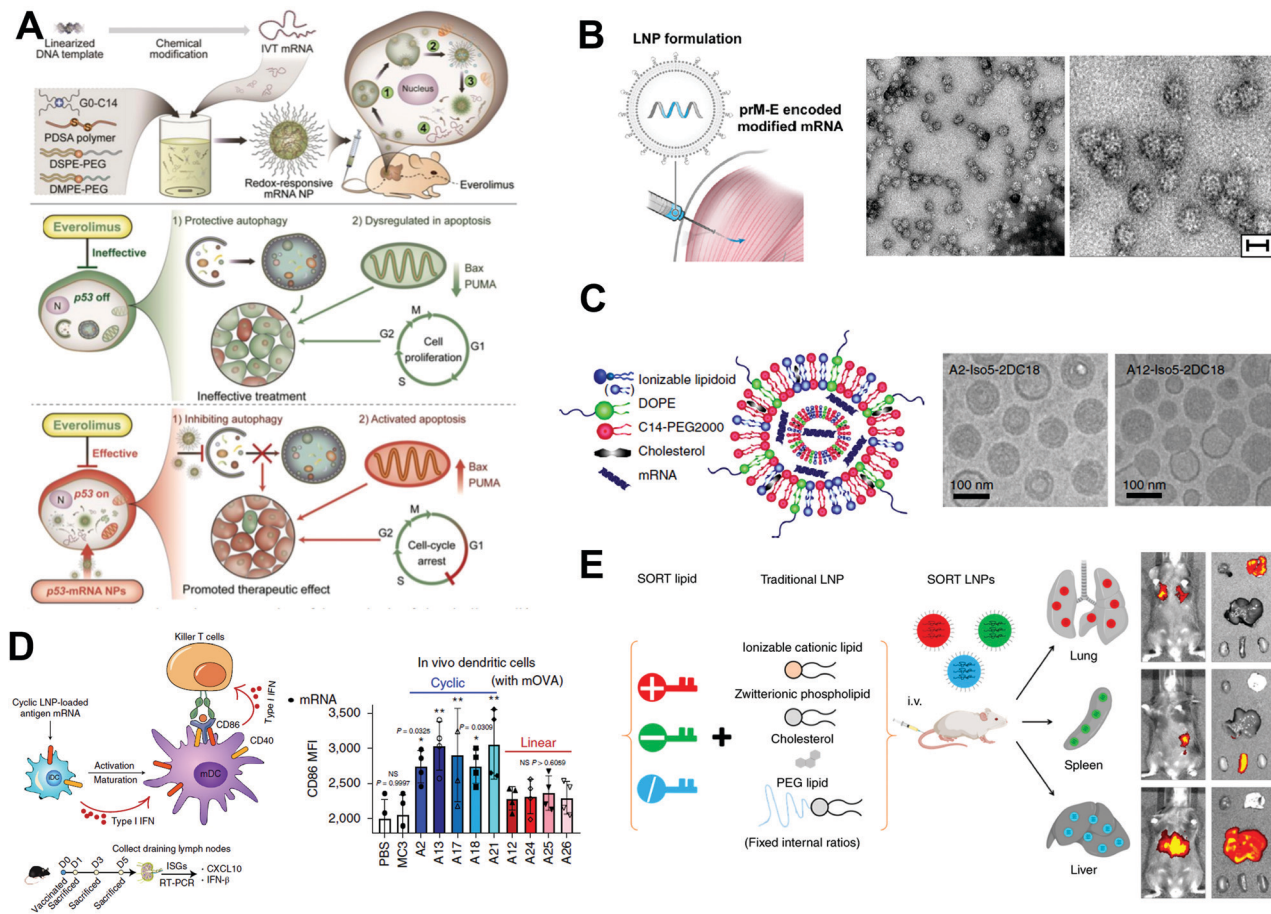 A
Linearized
DNA template
Chemical
modification
IVT mRNA
G0-C14
PDSA polymer
S
S
DSPE-PEG
DMPE-PEG
Redox-responsive
mRNA NP
Nucleus
1
2
3
4
Everolimus
Everolimus
Ineffective
p53 off
N
1) Protective autophagy
2) Dysregulated in apoptosis
Bax
PUMA
M
G2
G1
S
Cell
proliferation
Ineffective treatment
Everolimus
Effective
p53 on
N
p53-mRNA NPs
1) Inhibiting autophagy
2) Activated apoptosis
Bax
PUMA
M
G2
G1
S
Cell-cycle
arrest
Promoted therapeutic effect
B
LNP formulation
prM-E encoded
modified mRNA
C
Ionizable lipidoid
( )
DOPE
C14-PEG2000
Cholesterol
mRNA
A2-Iso5-2DC18
100 nm
A12-Iso5-2DC18
100 nm
D
Killer T cells
Type I IFN
mRNA
Cyclic LNP-loaded
antigen mRNA
CD86
CD40
iDC
Activation
Maturation
mDC
Type I IFN
Collect draining lymph nodes
D0
D1
D3
D5
Vaccinated
Sacrificed
Sacrificed
Sacrificed
ISGs
RT-PCR
CXCL10
IFN-β
In vivo dendritic cells
(with mOVA)
Cyclic
Linear
CD86 MFI
3,500
3,000
2,500
2,000
NS
P = 0.9997
P = 0.0325
*
**
**
P = 0.0309
*
**
NS P > 0.6059
PBS
MC3
A2
A13
A17
A18
A21
A12
A24
A25
A26
E
SORT lipid
Traditional LNP
SORT LNPs
Ionizable cationic lipid
Zwitterionic phospholipid
Cholesterol
PEG lipid
(Fixed internal ratios)
i.v.
Lung
Spleen
Liver